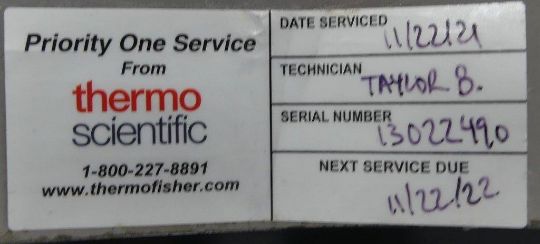 Priority One Service
From
thermo
scientific
1-800-227-8891
www.thermofisher.com
DATE SERVICED 11/22/21
TECHNICIAN TAYLOR B.
SERIAL NUMBER 13022490
NEXT SERVICE DUE
11/22/22